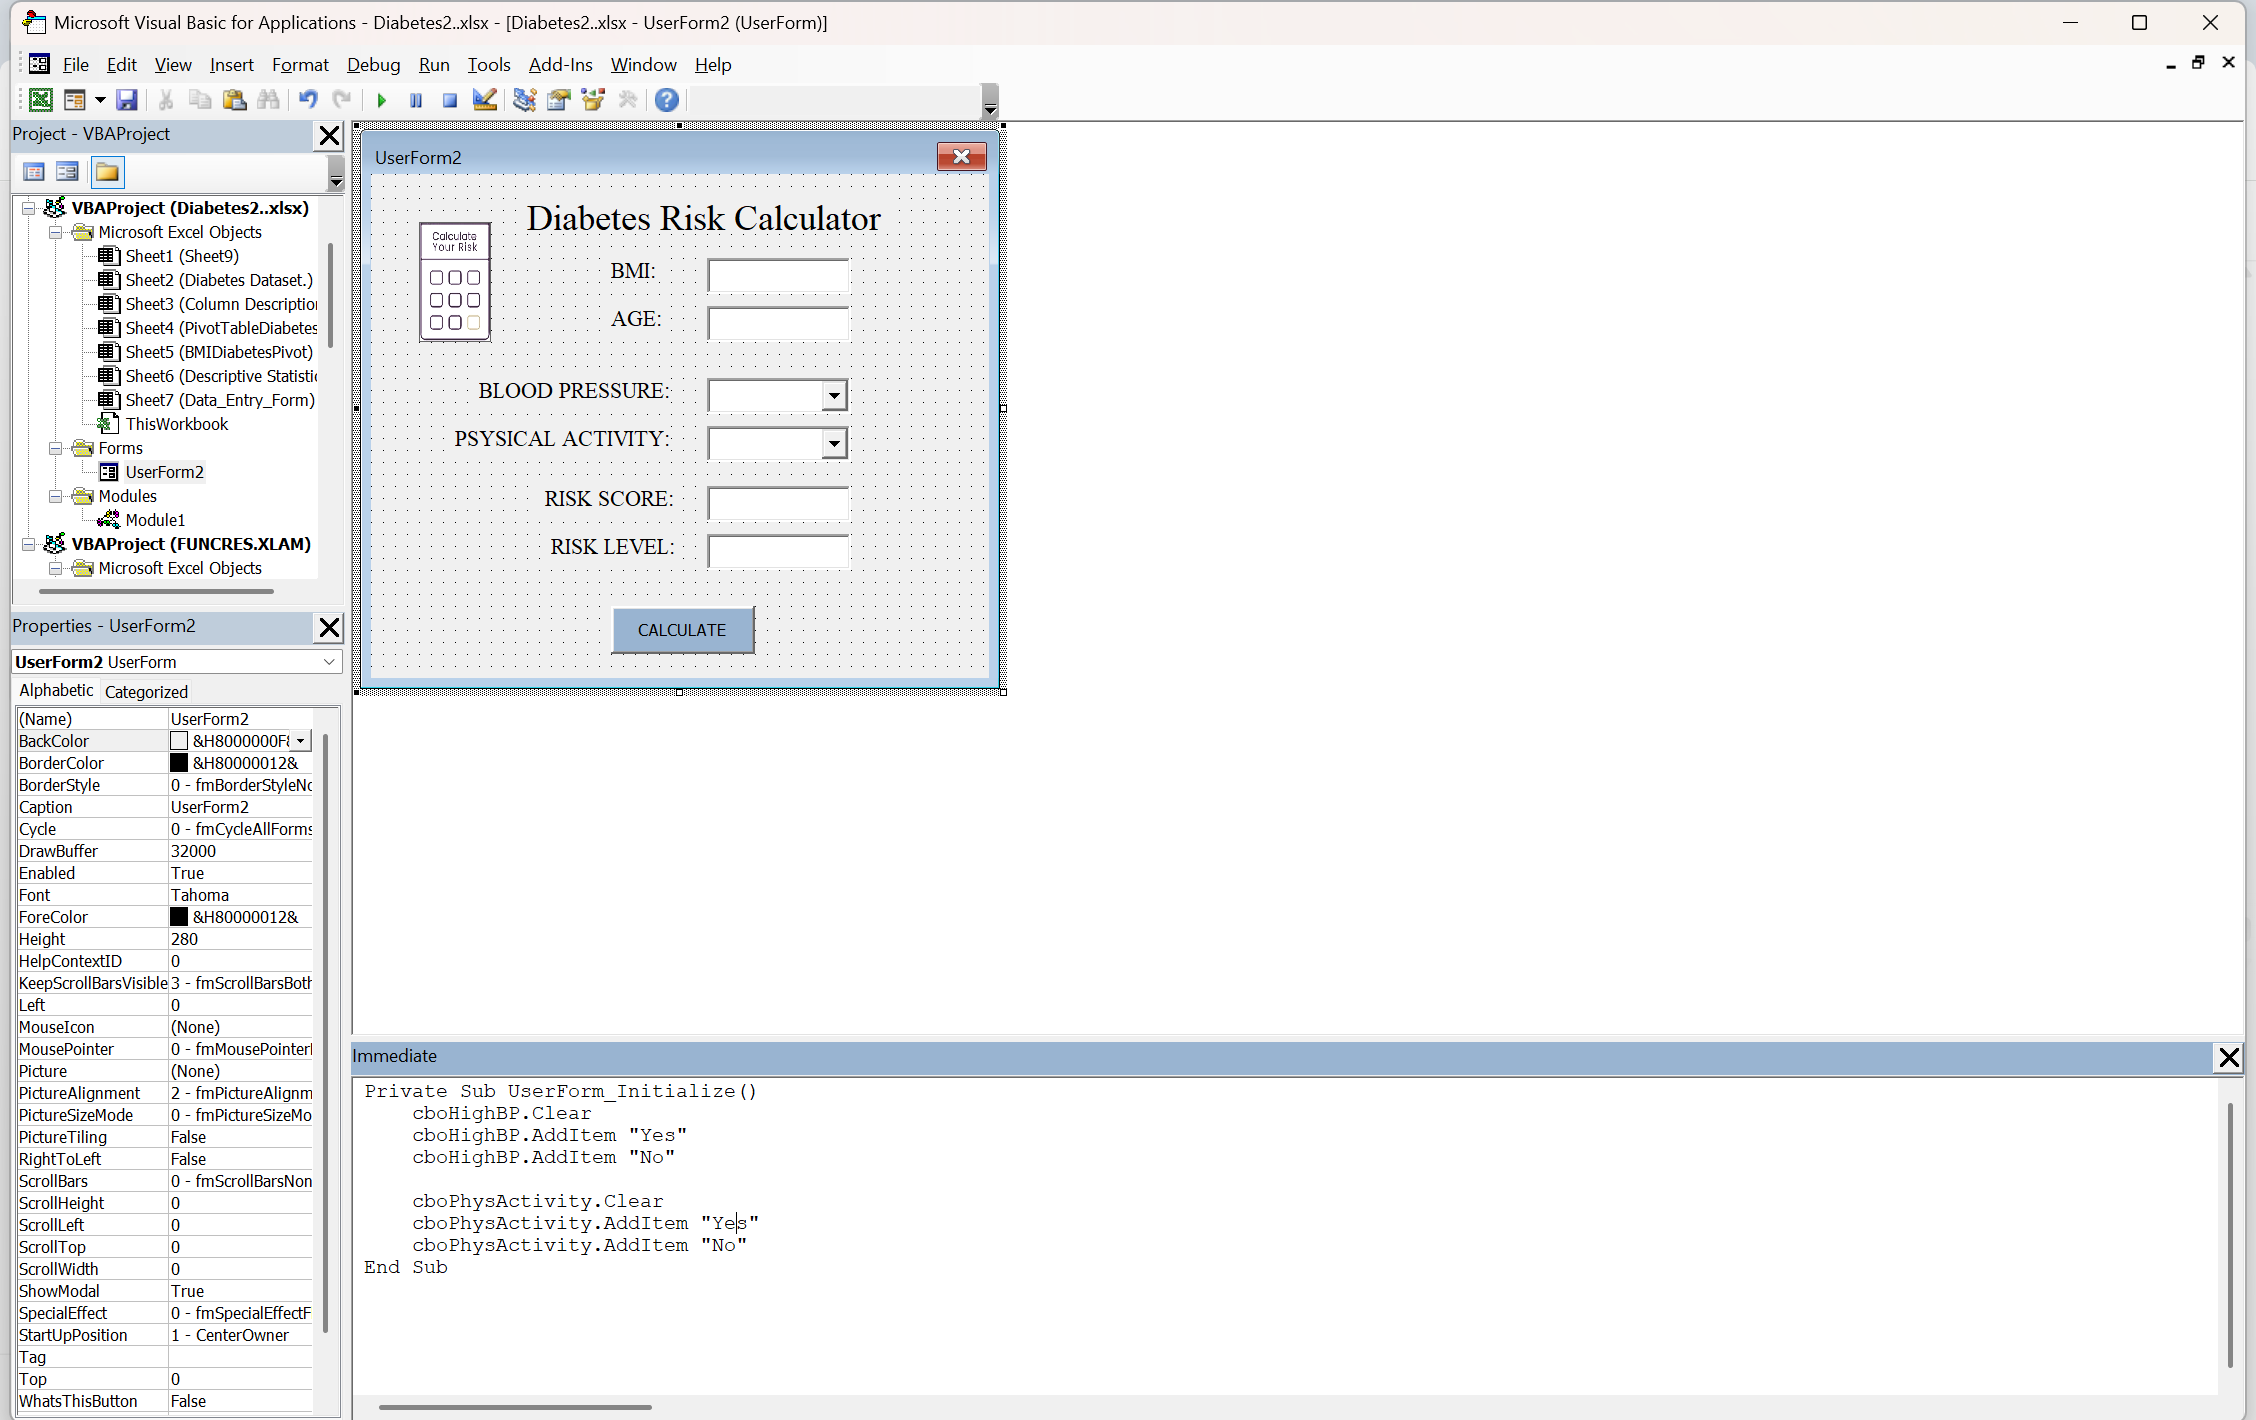 Microsoft Visual Basic for Applications - Diabetes2..xlsx - [Diabetes2..xlsx - UserForm2 (UserForm)]
File Edit View Insert Format Debug Run Tools Add-Ins Window Help
Project - VBAProject
VBAProject (Diabetes2..xlsx)
Microsoft Excel Objects
Sheet1 (Sheet9)
Sheet2 (Diabetes Dataset.)
Sheet3 (Column Descriptio
Sheet4 (PivotTableDiabetes
Sheet5 (BMIDiabetesPivot)
Sheet6 (Descriptive Statisti
Sheet7 (Data_Entry_Form)
ThisWorkbook
Forms
UserForm2
Modules
Module1
VBAProject (FUNCRES.XLAM)
Microsoft Excel Objects
Properties - UserForm2
UserForm2 UserForm
Alphabetic Categorized
(Name) UserForm2
BackColor &H8000000F&
BorderColor &H80000012&
BorderStyle 0 - fmBorderStyleNo
Caption UserForm2
Cycle 0 - fmCycleAllForms
DrawBuffer 32000
Enabled True
Font Tahoma
ForeColor &H80000012&
Height 280
HelpContextID 0
KeepScrollBarsVisible 3 - fmScrollBarsBoth
Left 0
MouseIcon (None)
MousePointer 0 - fmMousePointer
Picture (None)
PictureAlignment 2 - fmPictureAlignm
PictureSizeMode 0 - fmPictureSizeMo
PictureTiling False
RightToLeft False
ScrollBars 0 - fmScrollBarsNon
ScrollHeight 0
ScrollLeft 0
ScrollTop 0
ScrollWidth 0
ShowModal True
SpecialEffect 0 - fmSpecialEffectF
StartUpPosition 1 - CenterOwner
Tag
Top 0
WhatsThisButton False
UserForm2
Calculate
Your Risk
Diabetes Risk Calculator
BMI:
AGE:
BLOOD PRESSURE:
PSYSICAL ACTIVITY:
RISK SCORE:
RISK LEVEL:
CALCULATE
Immediate
Private Sub UserForm_Initialize()
cboHighBP.Clear
cboHighBP.AddItem "Yes"
cboHighBP.AddItem "No"
cboPhysActivity.Clear
cboPhysActivity.AddItem "Yes"
cboPhysActivity.AddItem "No"
End Sub